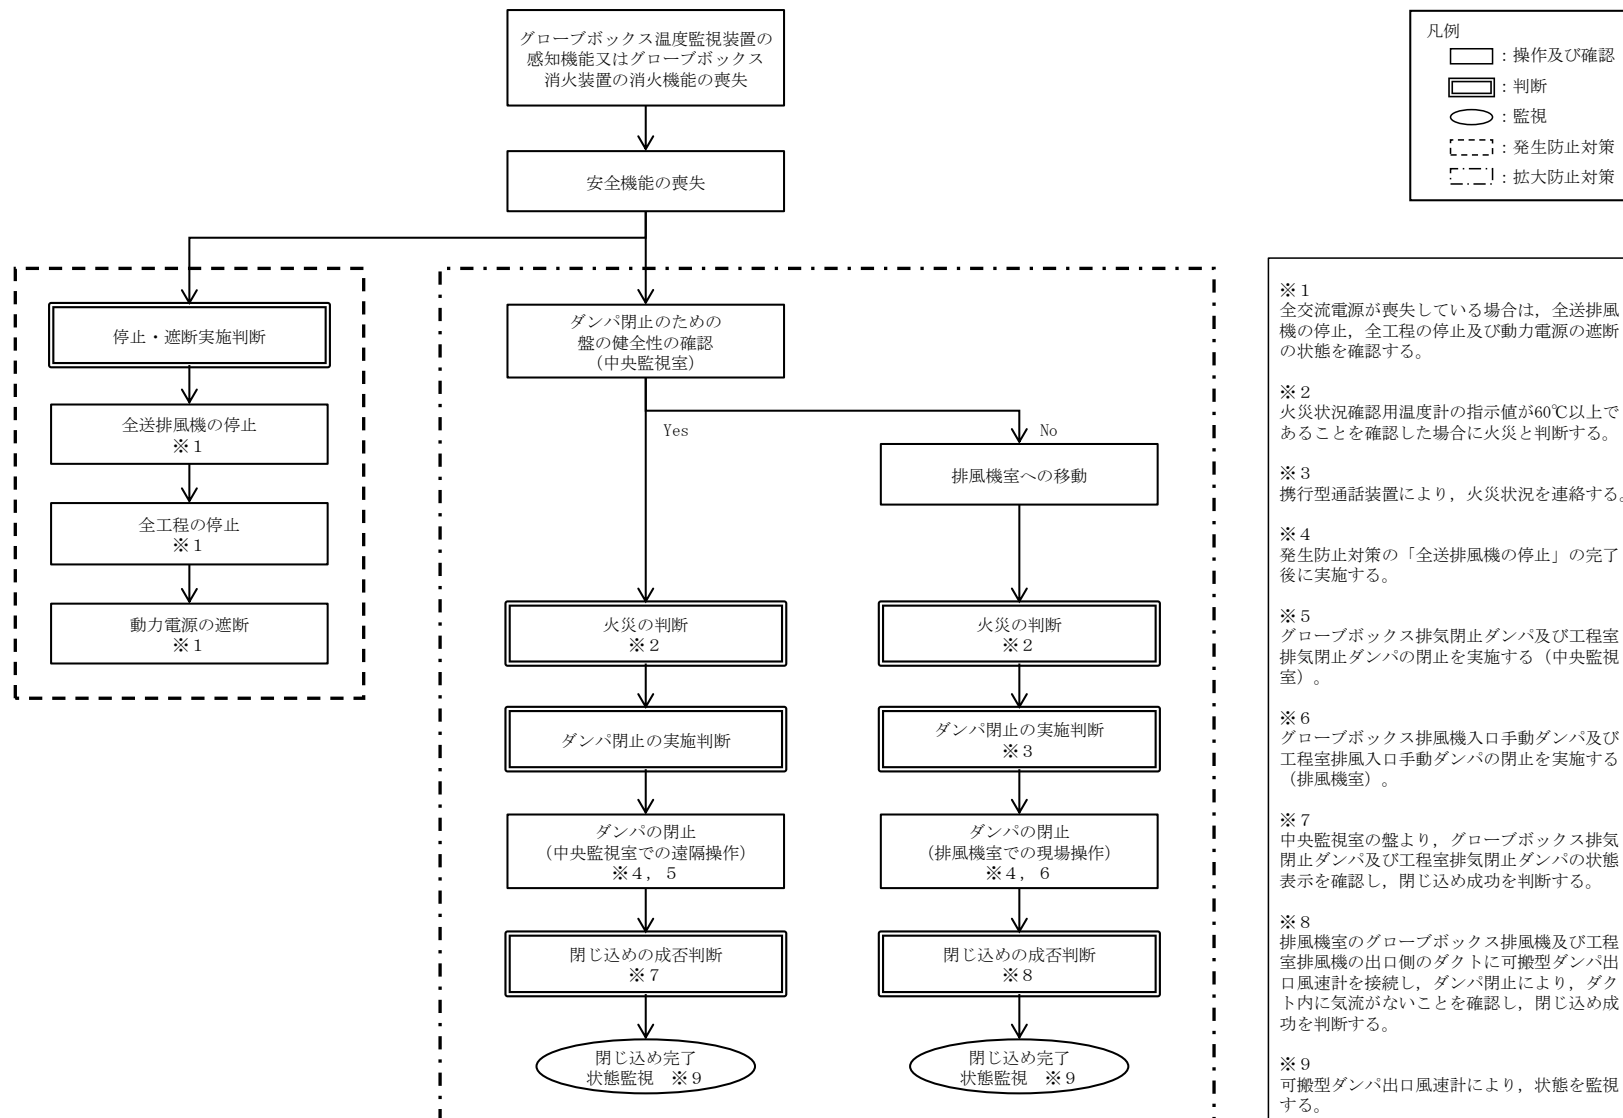 グローブボックス温度監視装置の
感知機能又はグローブボックス
消火装置の消火機能の喪失
安全機能の喪失
凡例
：操作及び確認
：判断
：監視
：発生防止対策
：拡大防止対策
停止・遮断実施判断
全送排風機の停止
※１
全工程の停止
※１
動力電源の遮断
※１
ダンパ閉止のための
盤の健全性の確認
（中央監視室）
Yes
No
排風機室への移動
火災の判断
※２
火災の判断
※２
ダンパ閉止の実施判断
ダンパ閉止の実施判断
※３
ダンパの閉止
（中央監視室での遠隔操作）
※４，５
ダンパの閉止
（排風機室での現場操作）
※４，６
閉じ込めの成否判断
※７
閉じ込めの成否判断
※８
閉じ込め完了
状態監視　※９
閉じ込め完了
状態監視　※９
※１
全交流電源が喪失している場合は，全送排風
機の停止，全工程の停止及び動力電源の遮断
の状態を確認する。
※２
火災状況確認用温度計の指示値が60℃以上で
あることを確認した場合に火災と判断する。
※３
携行型通話装置により，火災状況を連絡する。
※４
発生防止対策の「全送排風機の停止」の完了
後に実施する。
※５
グローブボックス排気閉止ダンパ及び工程室
排気閉止ダンパの閉止を実施する（中央監視
室）。
※６
グローブボックス排風機入口手動ダンパ及び
工程室排風入口手動ダンパの閉止を実施する
（排風機室）。
※７
中央監視室の盤より，グローブボックス排気
閉止ダンパ及び工程室排気閉止ダンパの状態
表示を確認し，閉じ込め成功を判断する。
※８
排風機室のグローブボックス排風機及び工程
室排風機の出口側のダクトに可搬型ダンパ出
口風速計を接続し，ダンパ閉止により，ダク
ト内に気流がないことを確認し，閉じ込め成
功を判断する。
※９
可搬型ダンパ出口風速計により，状態を監視
する。